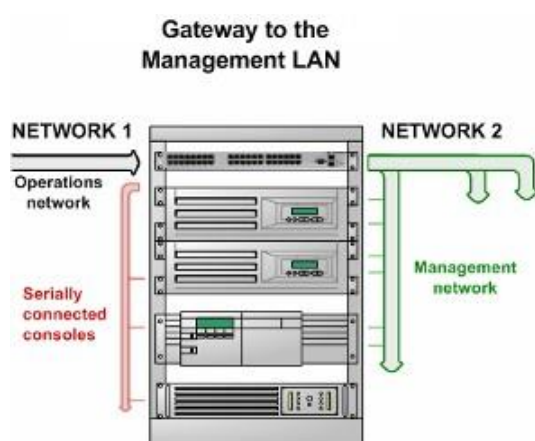 Gateway to the
Management LAN
NETWORK 1
NETWORK 2
Operations
network
Management
network
Serially
connected
consoles